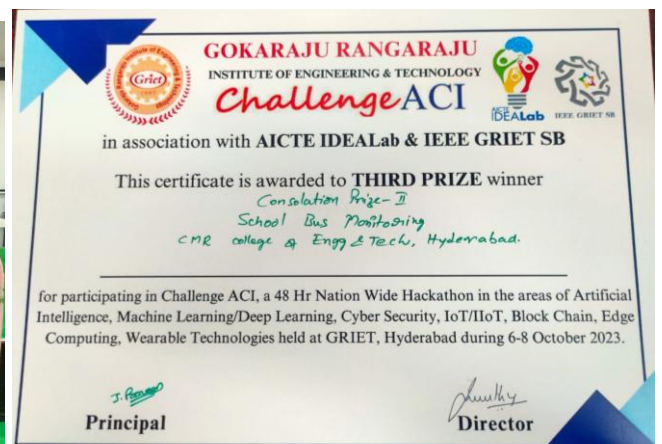 GOKARAJU RANGARAJU
INSTITUTE OF ENGINEERING & TECHNOLOGY
Challenge ACI
Griet
AICTE
IDEALab
IEEE GRIET SB
in association with AICTE IDEALab & IEEE GRIET SB
This certificate is awarded to THIRD PRIZE winner
Consolation Prize-II
School Bus Monitoring
CMR college of Engg & Tech, Hyderabad.
for participating in Challenge ACI, a 48 Hr Nation Wide Hackathon in the areas of Artificial
Intelligence, Machine Learning/Deep Learning, Cyber Security, IoT/IIoT, Block Chain, Edge
Computing, Wearable Technologies held at GRIET, Hyderabad during 6-8 October 2023.
Principal
Director